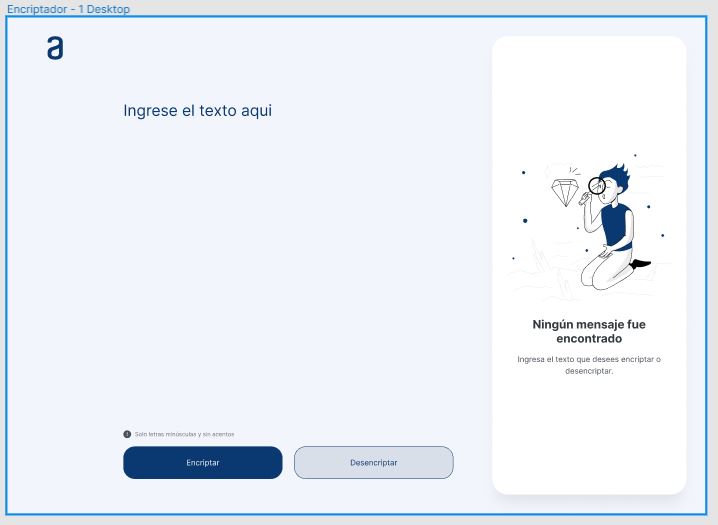 Encriptador - 1 Desktop
a
Ingrese el texto aqui
Ningún mensaje fue
encontrado
Ingresa el texto que desees encriptar o
desencriptar.
Solo letras minúsculas y sin acentos
Encriptar
Desencriptar